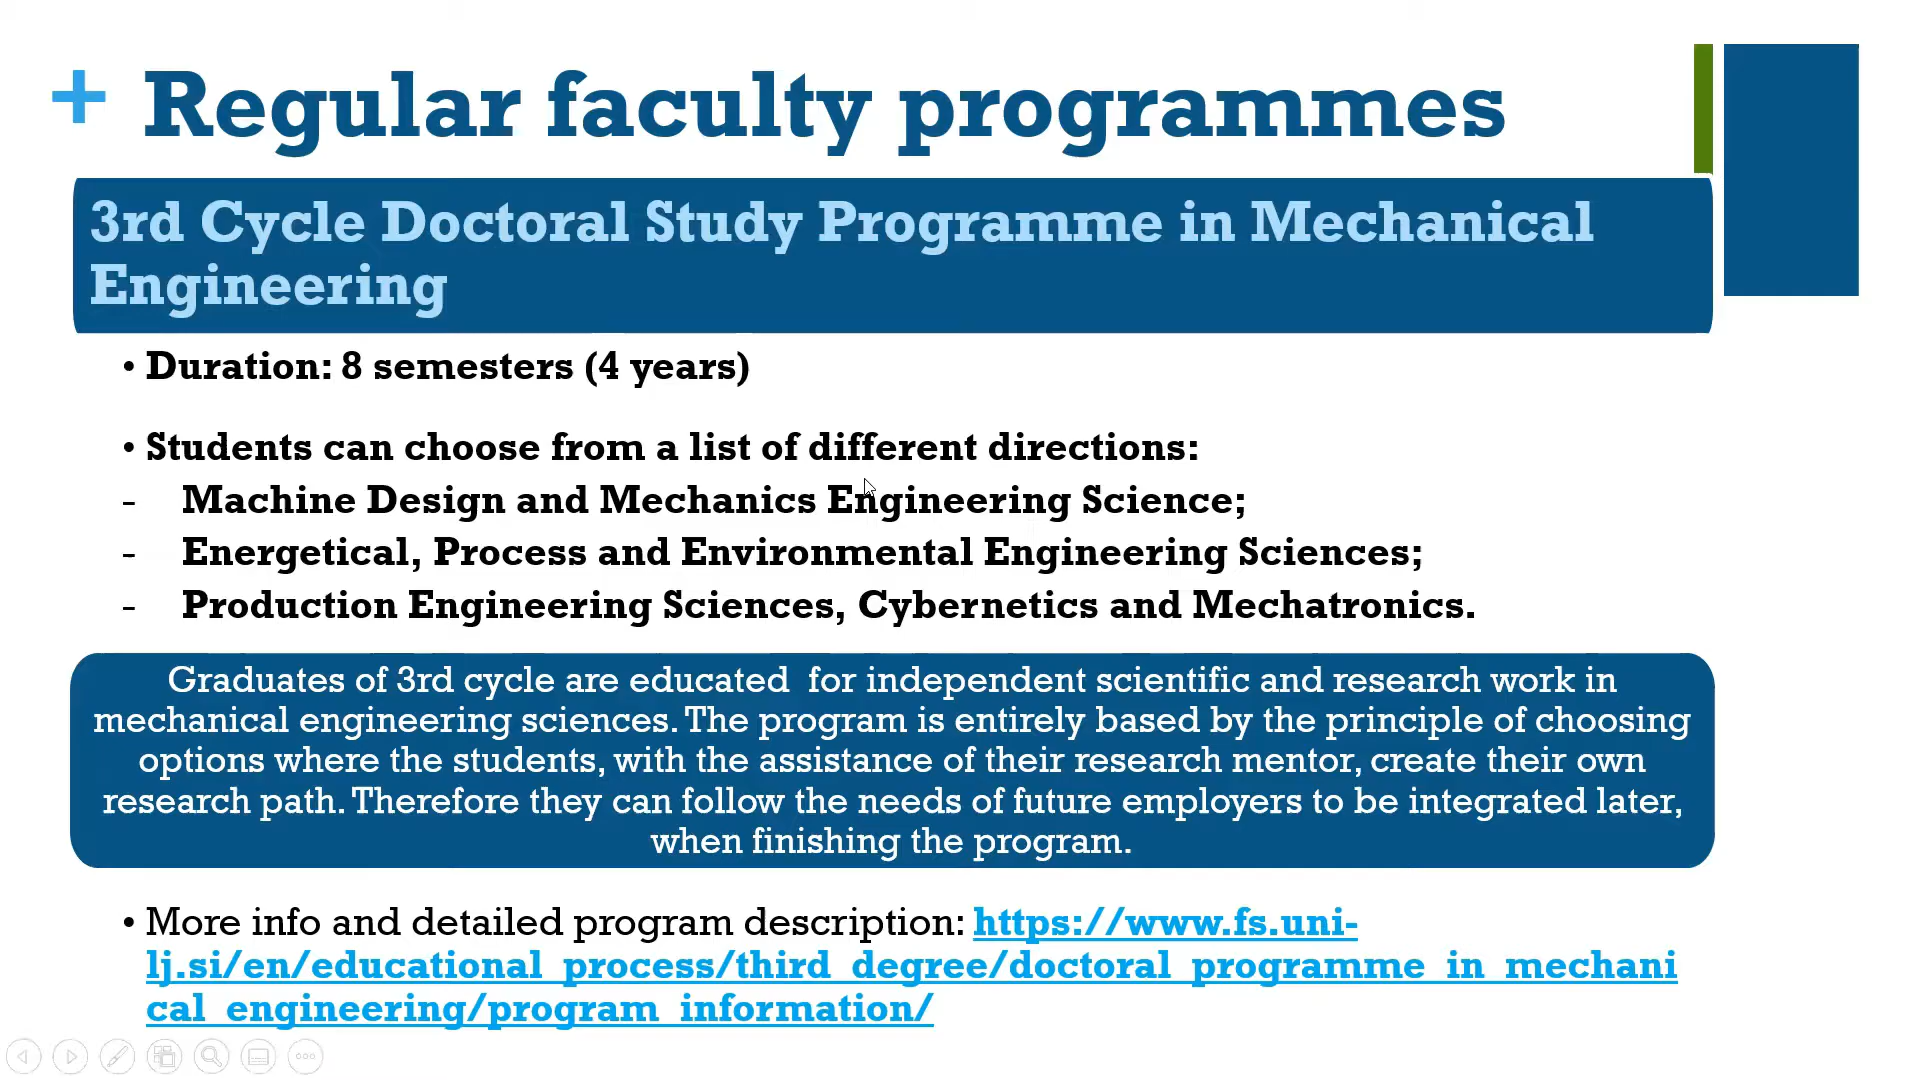 + Regular faculty programmes
3rd Cycle Doctoral Study Programme in Mechanical
Engineering
• Duration: 8 semesters (4 years)
• Students can choose from a list of different directions:
- Machine Design and Mechanics Engineering Science;
- Energetical, Process and Environmental Engineering Sciences;
- Production Engineering Sciences, Cybernetics and Mechatronics.
Graduates of 3rd cycle are educated  for independent scientific and research work in
mechanical engineering sciences. The program is entirely based by the principle of choosing
options where the students, with the assistance of their research mentor, create their own
research path. Therefore they can follow the needs of future employers to be integrated later,
when finishing the program.
• More info and detailed program description: https://www.fs.uni-
lj.si/en/educational_process/third_degree/doctoral_programme_in_mechani
cal_engineering/program_information/